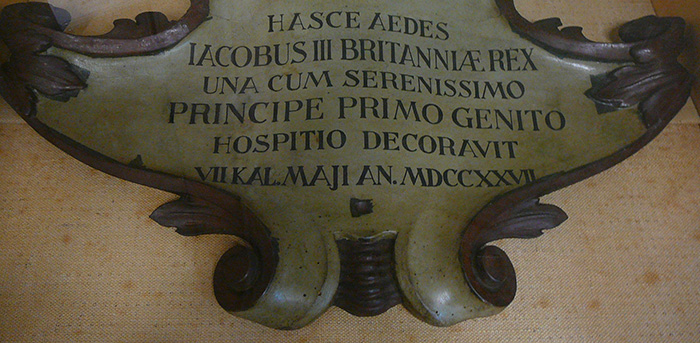 HASCE AEDES
IACOBUS III BRITANNIÆ REX
UNA CUM SERENISSIMO
PRINCIPE PRIMO GENITO
HOSPITIO DECORAVIT
VII KAL. MAJI AN. MDCCXXVII